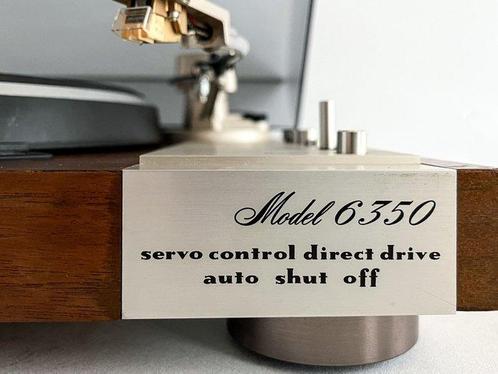 Model 6350
servo control direct drive
auto shut off